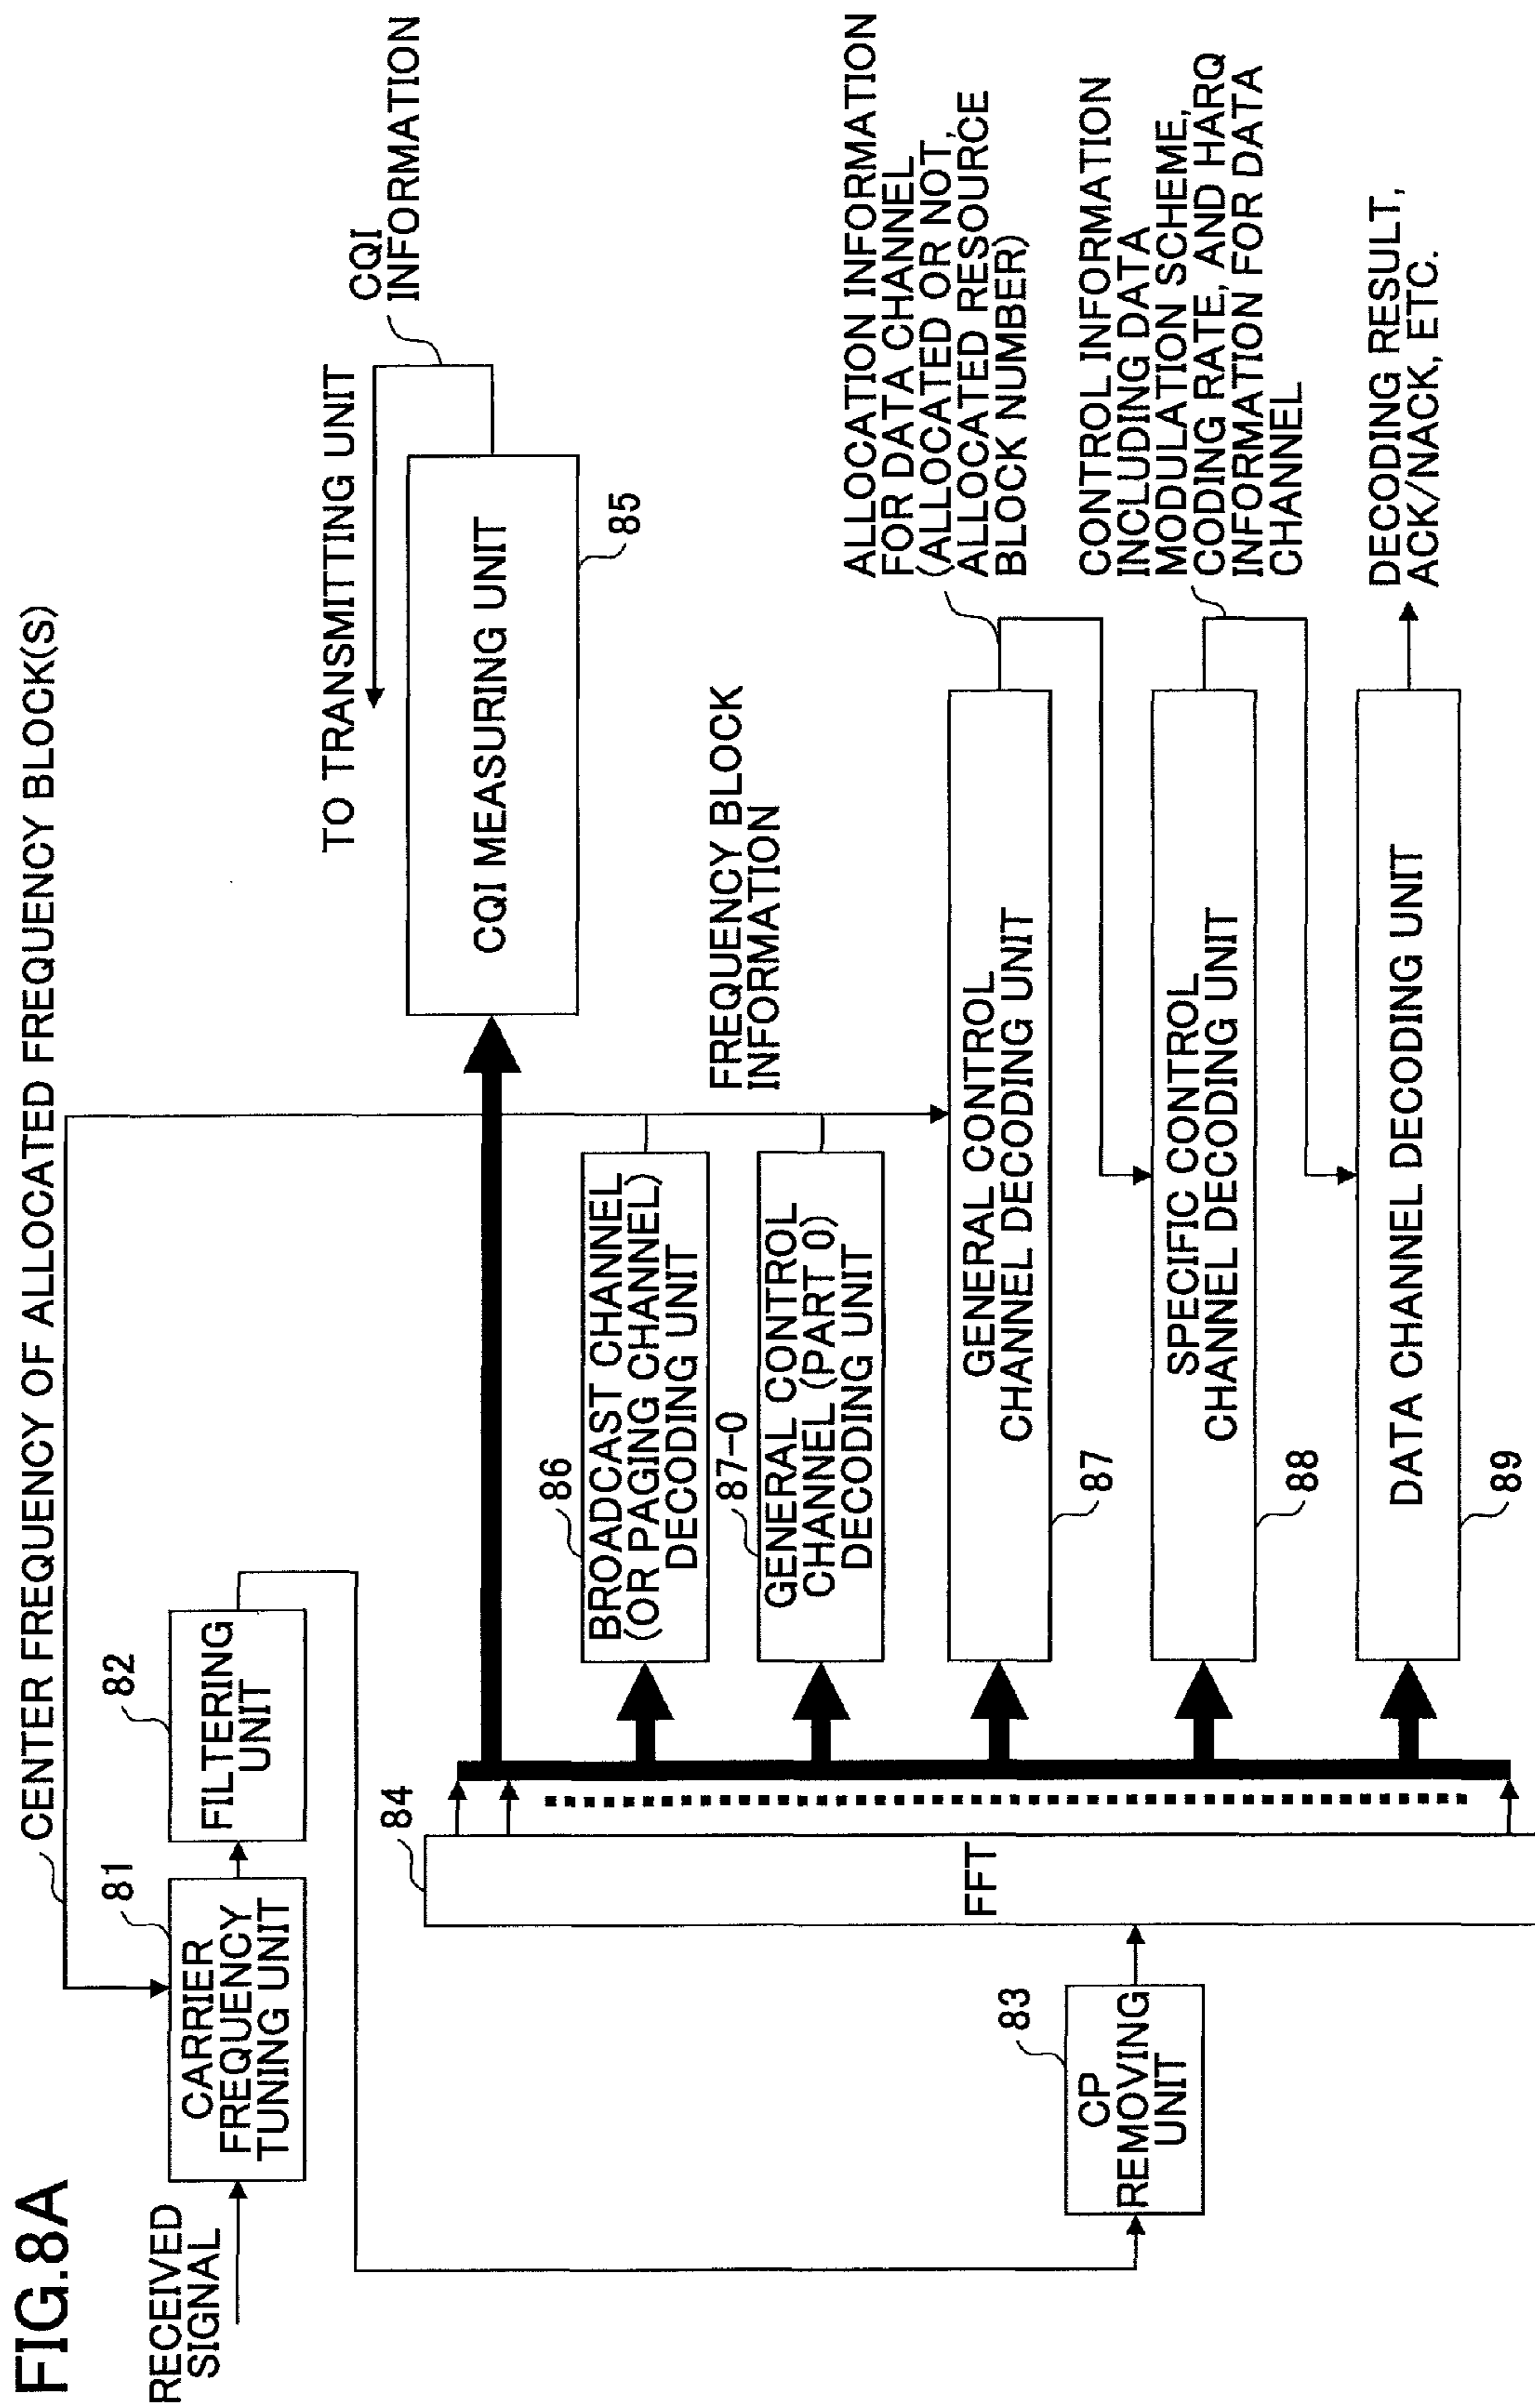 FIG.8A
CENTER FREQUENCY OF ALLOCATED FREQUENCY BLOCK(S)
RECEIVED
SIGNAL
81
CARRIER
FREQUENCY
TUNING UNIT
82
FILTERING
UNIT
TO TRANSMITTING UNIT
CQI
INFORMATION
CQI MEASURING UNIT
85
84
FFT
83
CP
REMOVING
UNIT
86
BROADCAST CHANNEL
(OR PAGING CHANNEL)
DECODING UNIT
FREQUENCY BLOCK
INFORMATION
87-0
GENERAL CONTROL
CHANNEL (PART 0)
DECODING UNIT
GENERAL CONTROL
CHANNEL DECODING UNIT
87
ALLOCATION INFORMATION
FOR DATA CHANNEL
(ALLOCATED OR NOT,
ALLOCATED RESOURCE
BLOCK NUMBER)
SPECIFIC CONTROL
CHANNEL DECODING UNIT
88
CONTROL INFORMATION
INCLUDING DATA
MODULATION SCHEME,
CODING RATE, AND HARQ
INFORMATION FOR DATA
CHANNEL
DATA CHANNEL DECODING UNIT
89
DECODING RESULT,
ACK/NACK, ETC.